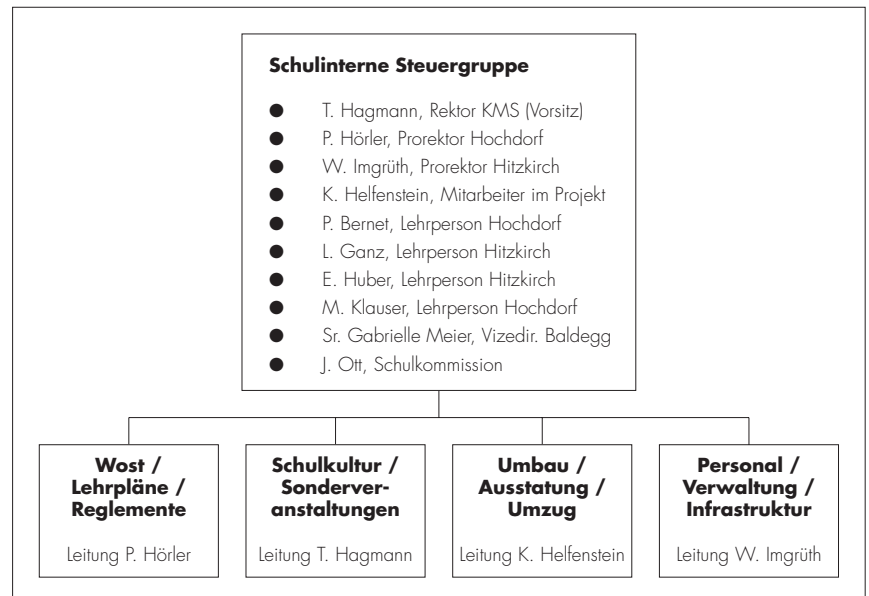 Schulinterne Steuergruppe
● T. Hagmann, Rektor KMS (Vorsitz)
● P. Hörler, Prorektor Hochdorf
● W. Imgrüth, Prorektor Hitzkirch
● K. Helfenstein, Mitarbeiter im Projekt
● P. Bernet, Lehrperson Hochdorf
● L. Ganz, Lehrperson Hitzkirch
● E. Huber, Lehrperson Hitzkirch
● M. Klauser, Lehrperson Hochdorf
● Sr. Gabrielle Meier, Vizedir. Baldegg
● J. Ott, Schulkommission
Wost /
Lehrpläne /
Reglemente
Leitung P. Hörler
Schulkultur /
Sonderver-
anstaltungen
Leitung T. Hagmann
Umbau /
Ausstatung /
Umzug
Leitung K. Helfenstein
Personal /
Verwaltung /
Infrastruktur
Leitung W. Imgrüth